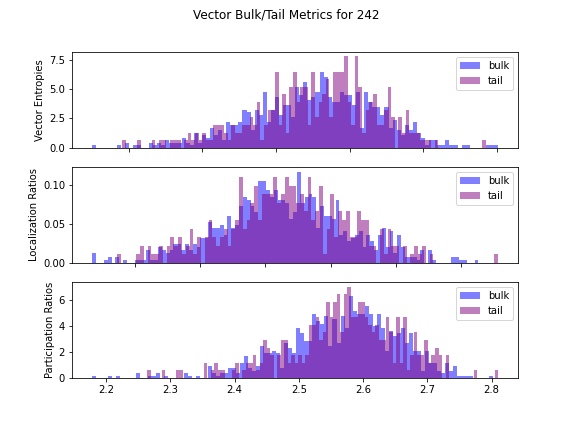 Vector Bulk/Tail Metrics for 242
7.5
5.0
2.5
0.0
Vector Entropies
bulk
tail
0.10
0.05
0.00
Localization Ratios
bulk
tail
6
4
2
0
Participation Ratios
bulk
tail
2.2 2.3 2.4 2.5 2.6 2.7 2.8